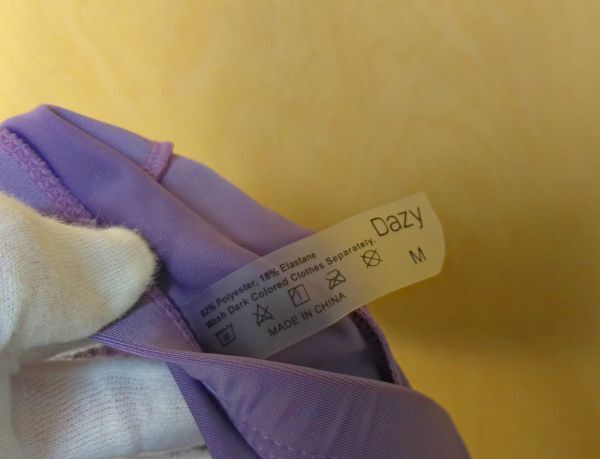 Dazy
M
82% Polyester, 18% Elastane
Wash Dark Colored Clothes Separately.
MADE IN CHINA